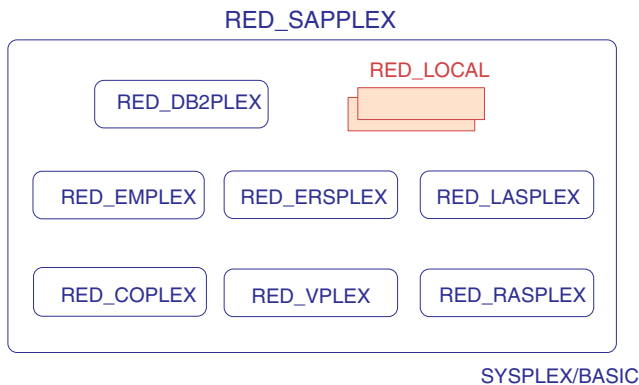 RED_SAPPLEX
RED_LOCAL
RED_DB2PLEX
RED_EMPLEX
RED_ERSPLEX
RED_LASPLEX
RED_COPLEX
RED_VPLEX
RED_RASPLEX
SYSPLEX/BASIC